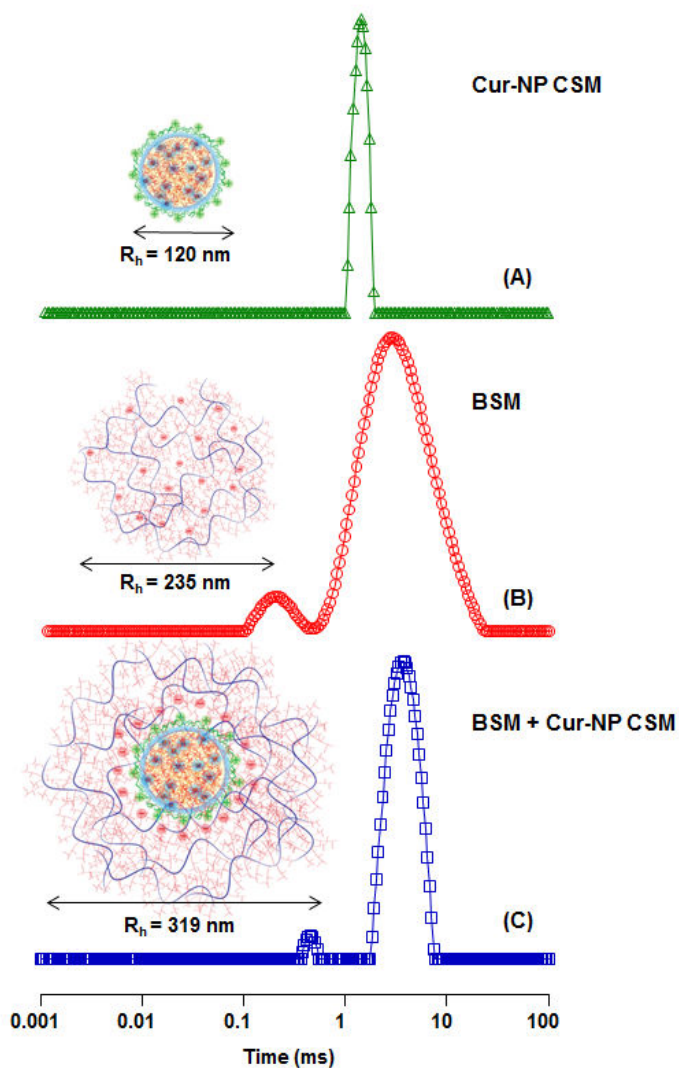 Cur-NP CSM
Rₕ = 120 nm
(A)
BSM
Rₕ = 235 nm
(B)
BSM + Cur-NP CSM
Rₕ = 319 nm
(C)
0.001 0.01 0.1 1 10 100
Time (ms)